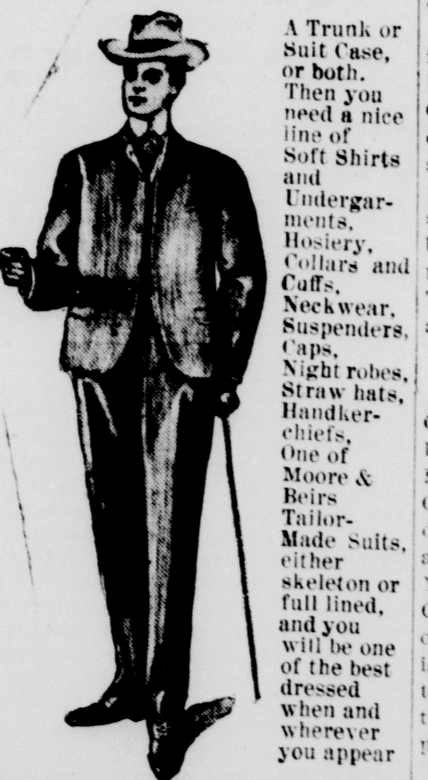 A Trunk or
Suit Case,
or both.
Then you
need a nice
line of
Soft Shirts
and
Undergar-
ments,
Hosiery,
Collars and
Cuffs,
Neckwear,
Suspenders,
Caps,
Night robes,
Straw hats,
Handker-
chiefs,
One of
Moore &
Beirs
Tailor-
Made Suits,
either
skeleton or
full lined,
and you
will be one
of the best
dressed
when and
wherever
you appear